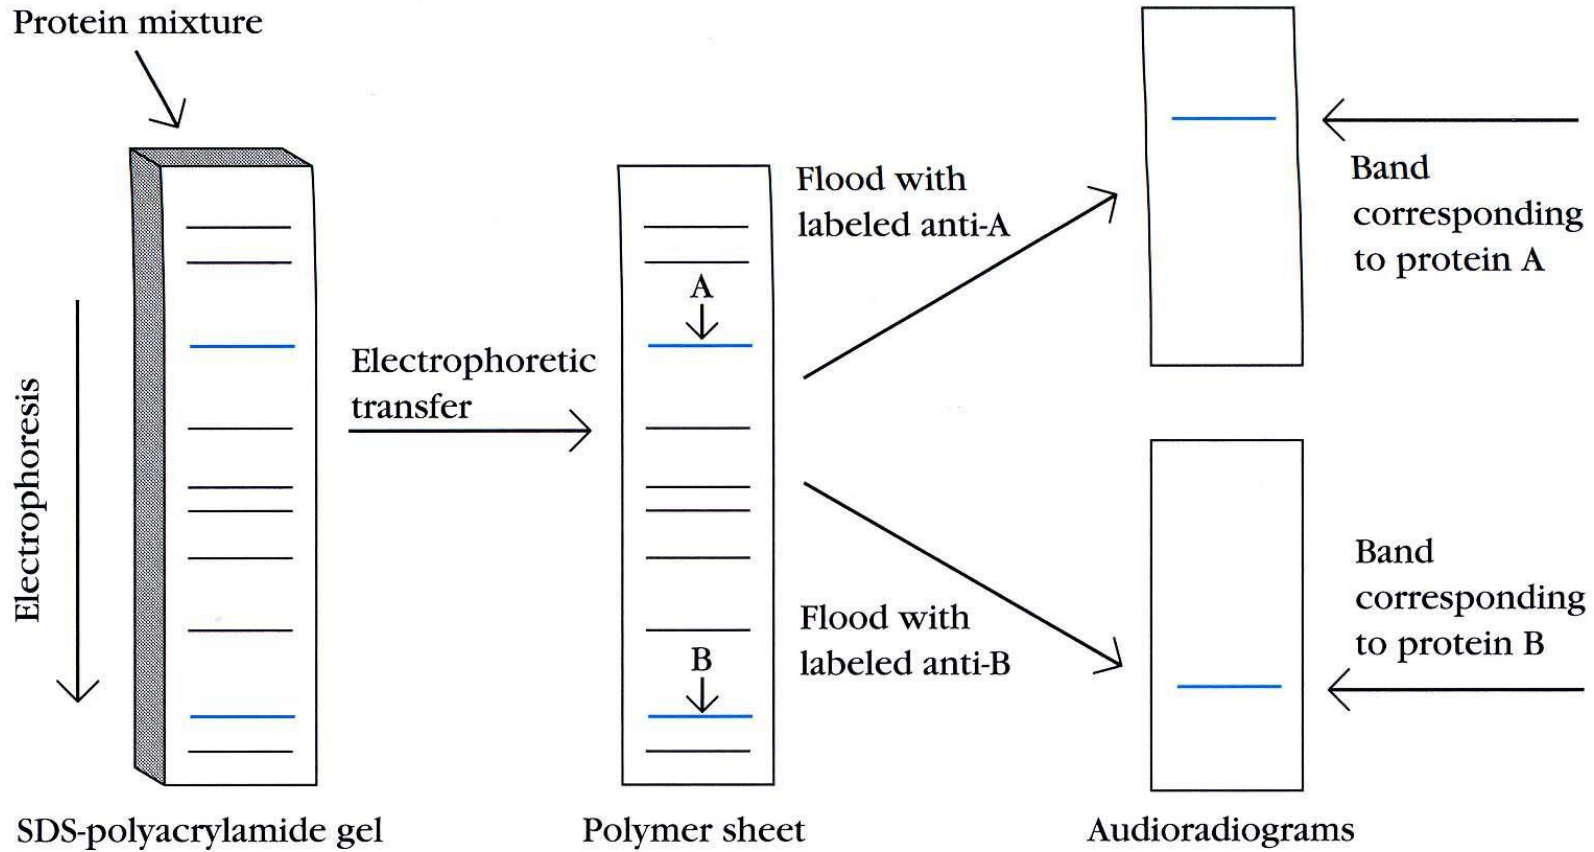 Protein mixture
Electrophoresis
SDS-polyacrylamide gel
Electrophoretic
transfer
A
B
Polymer sheet
Flood with
labeled anti-A
Flood with
labeled anti-B
Band
corresponding
to protein A
Band
corresponding
to protein B
Audioradiograms